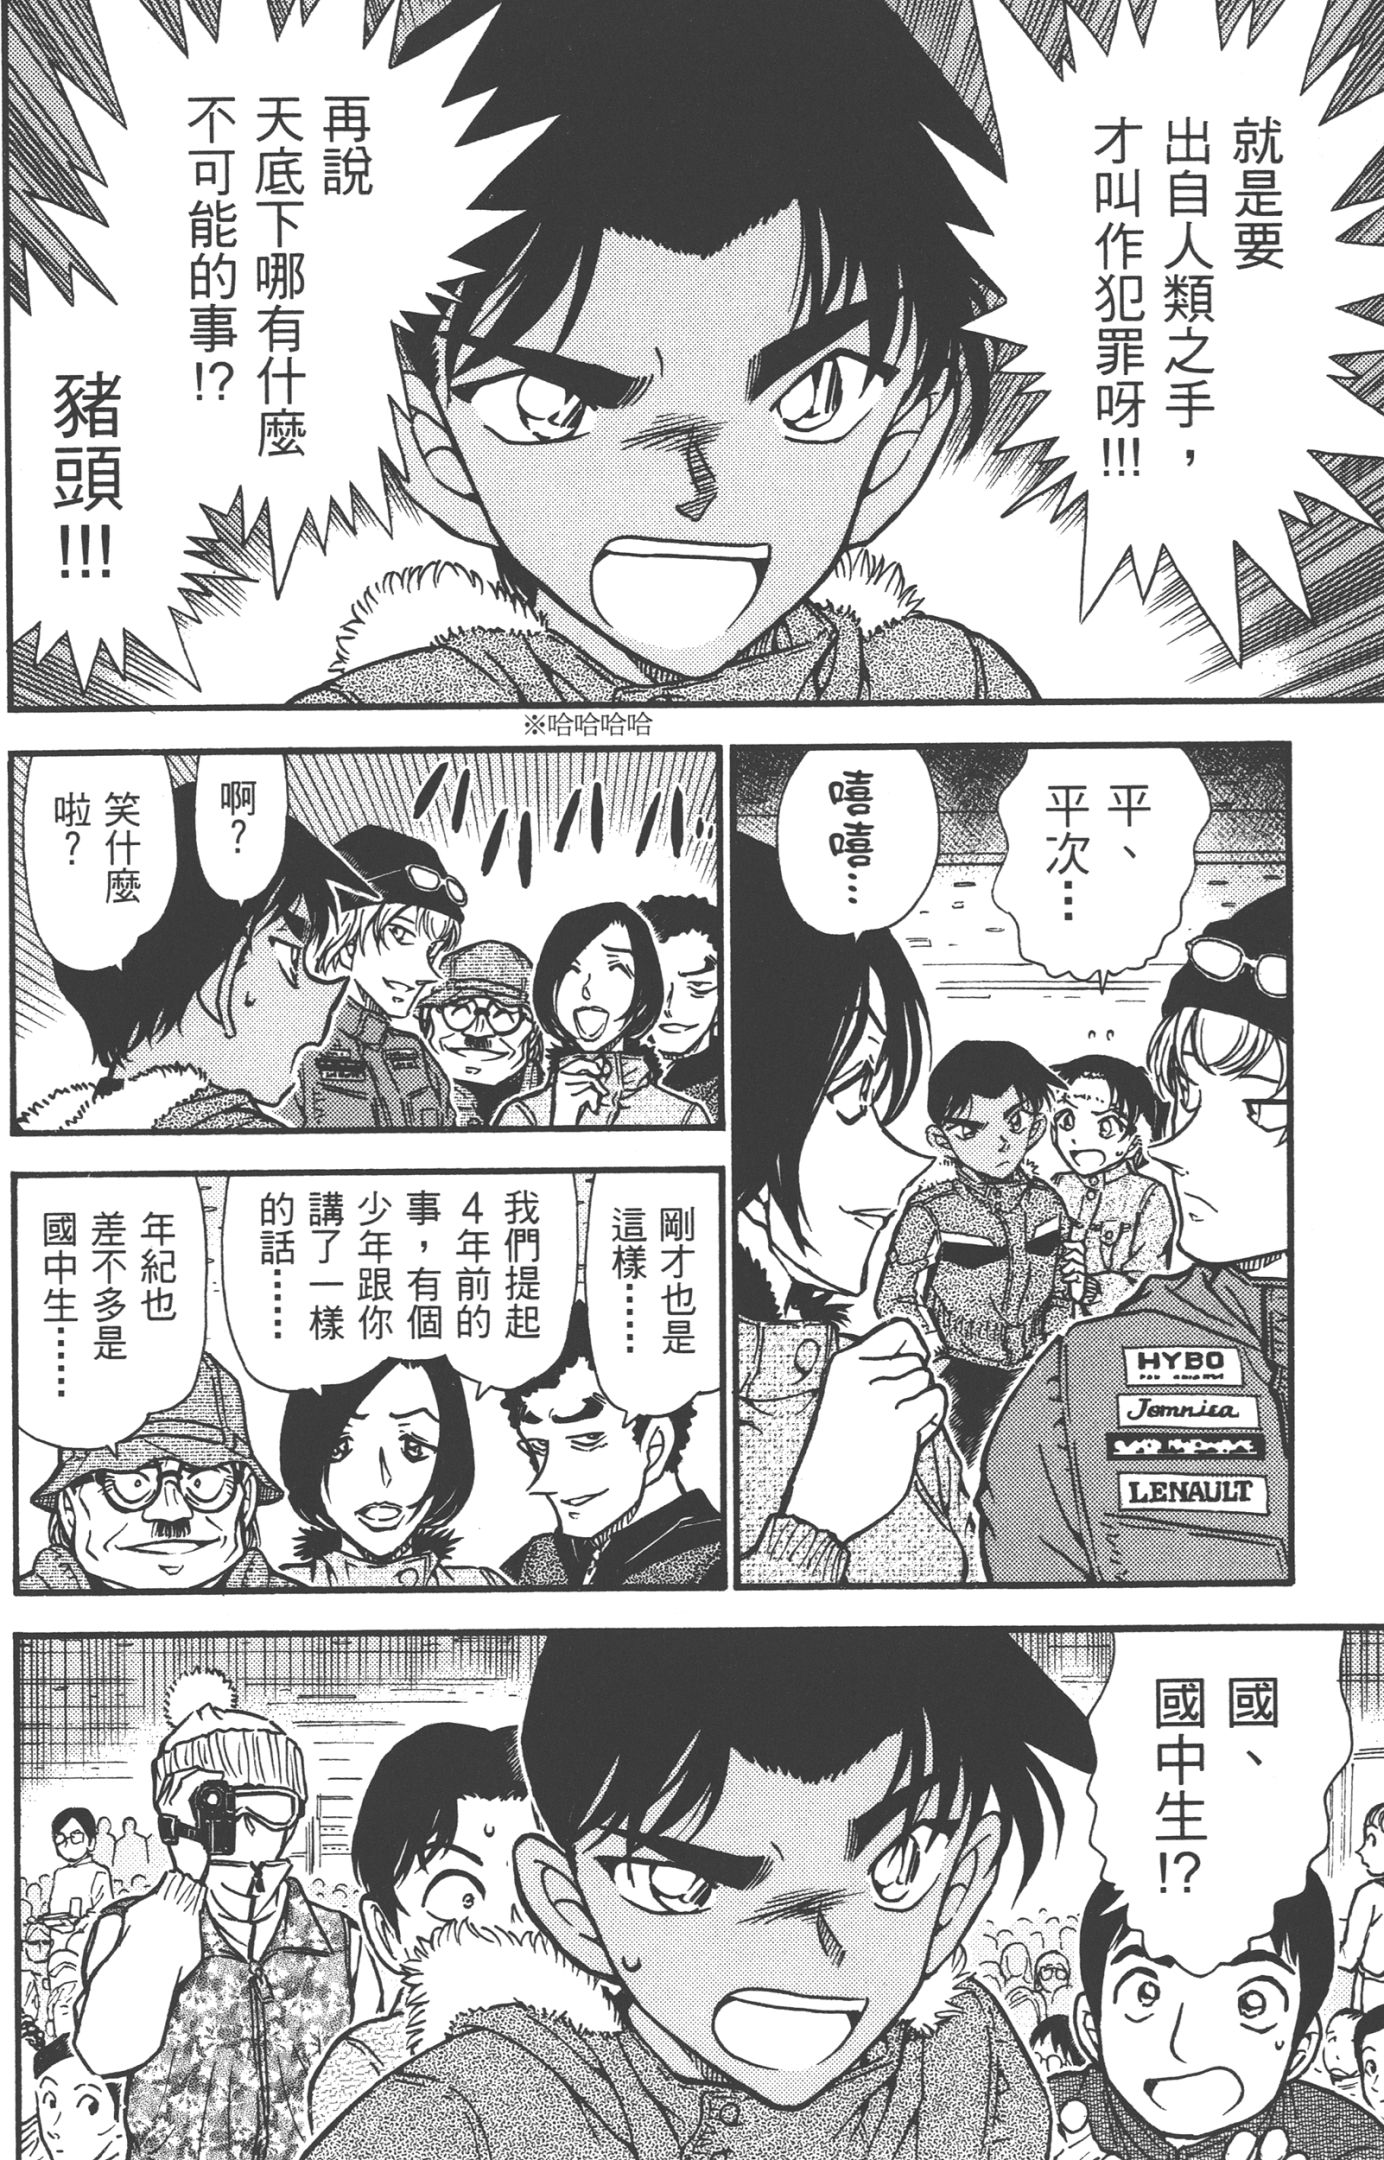 就是要
出自人類之手，
才叫作犯罪呀!!!
再說
天底下哪有什麼
不可能的事!?
豬頭!!!
平、
平次…
嘻嘻…
HYBO
Jomnica
LENAULT
※哈哈哈哈
啊?
笑什麼
啦?
剛才也是
這樣……
我們提起
4年前的
事，有個
少年跟你
講了一樣
的話……
年紀也
差不多是
國中生……
國、
國中生!?